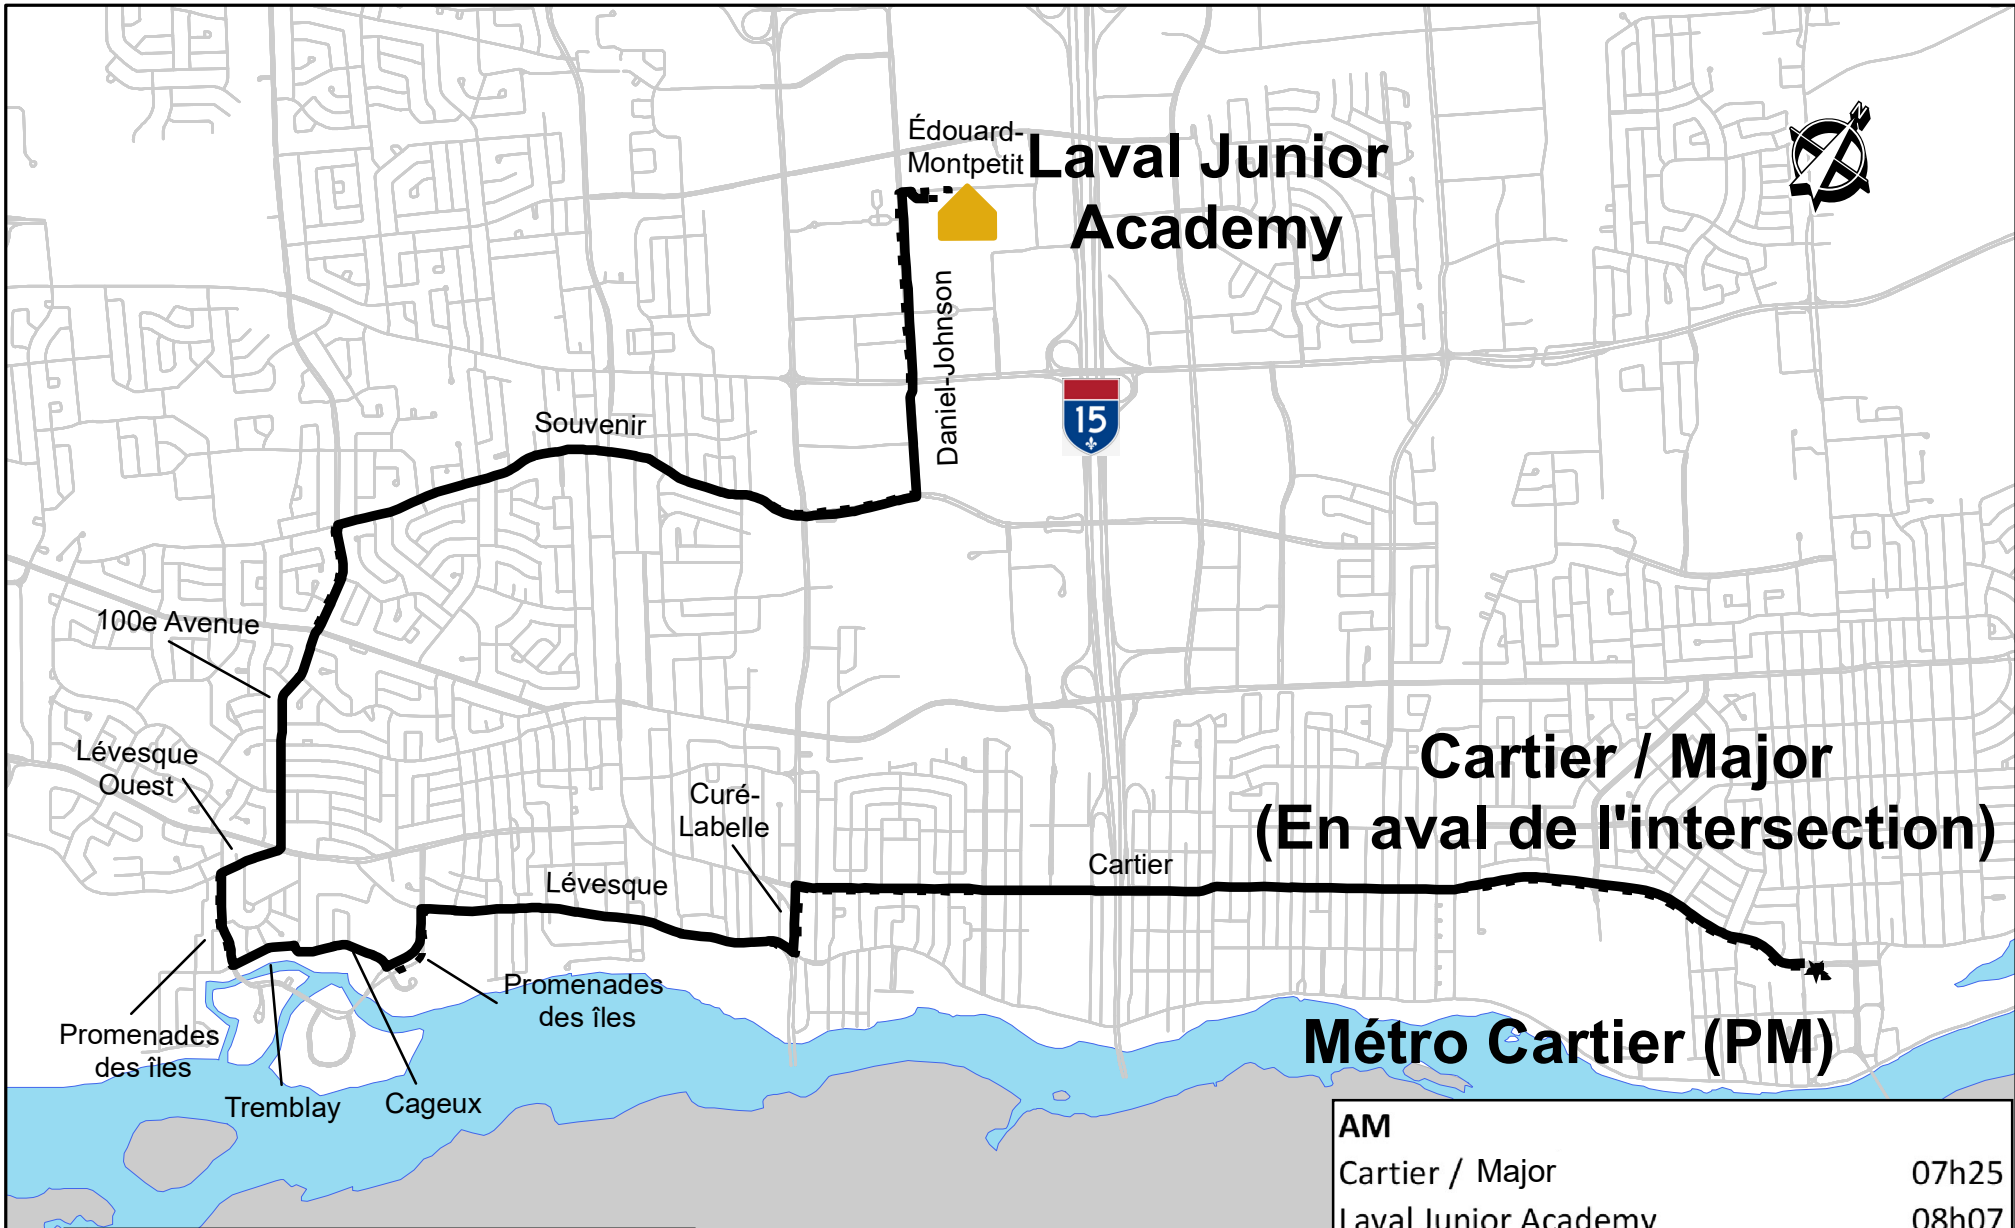 Édouard-
Montpetit
Laval Junior
Academy
N
Daniel-Johnson
15
Souvenir
100e Avenue
Lévesque
Ouest
Curé-
Labelle
Cartier / Major
(En aval de l'intersection)
Cartier
Lévesque
Promenades
des îles
Promenades
des îles
Tremblay
Cageux
Métro Cartier (PM)
AM
Cartier / Major 07h25
Laval Junior Academy 08h07